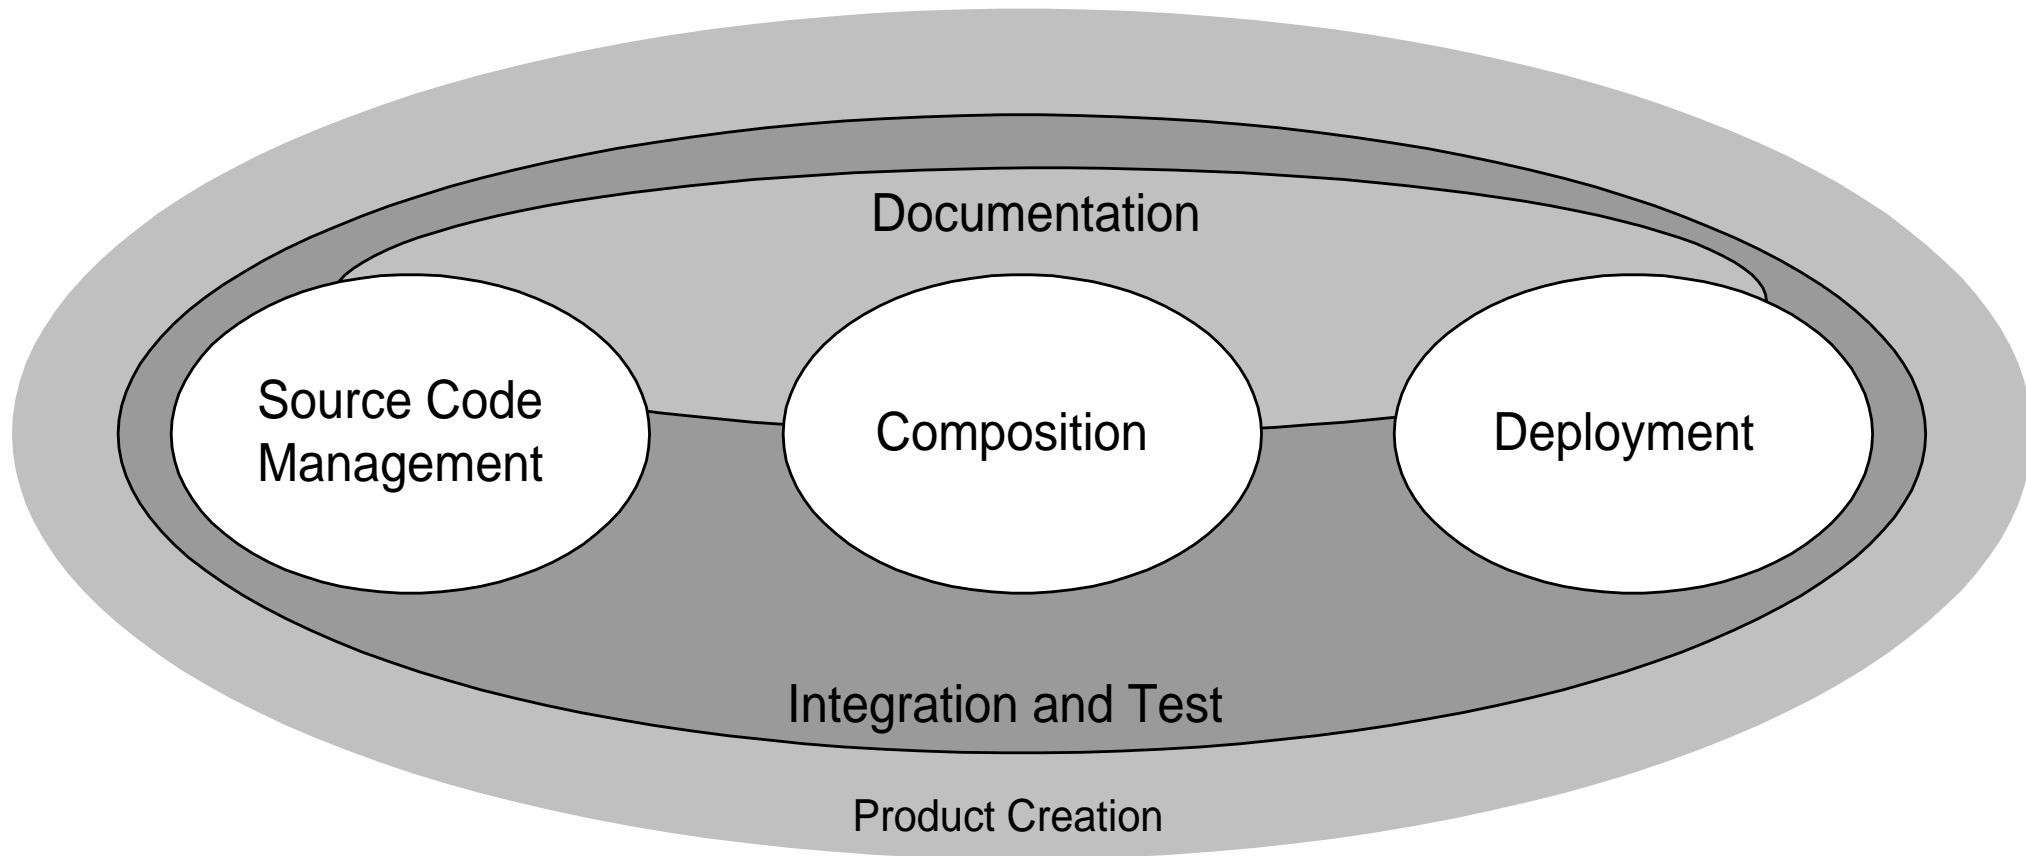 Documentation
Source Code
Management
Composition
Deployment
Integration and Test
Product Creation